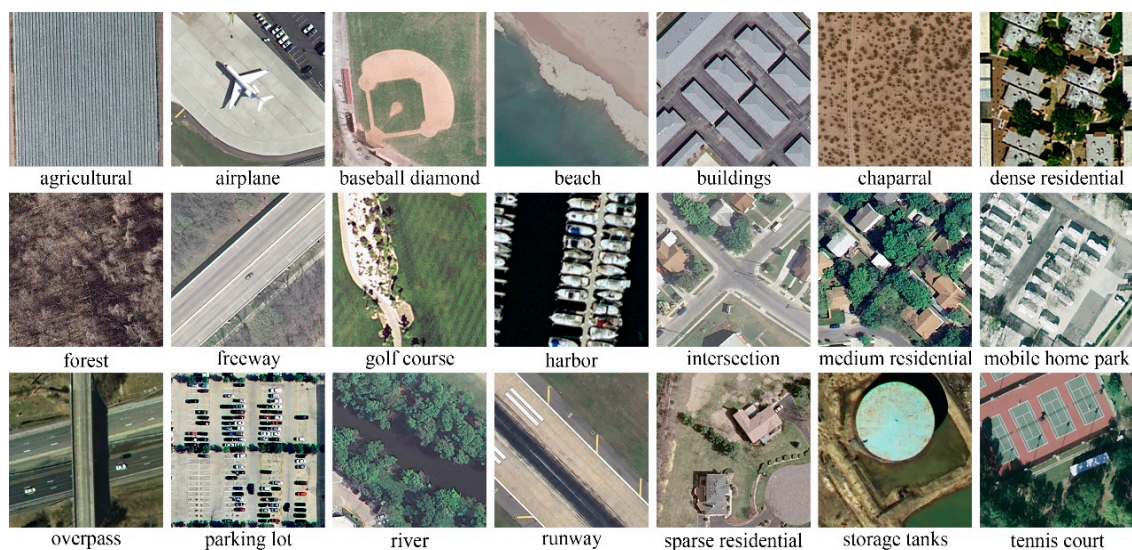 agricultural
airplane
baseball diamond
beach
buildings
chaparral
dense residential
forest
freeway
golf course
harbor
intersection
medium residential
mobile home park
overpass
parking lot
river
runway
sparse residential
storage tanks
tennis court